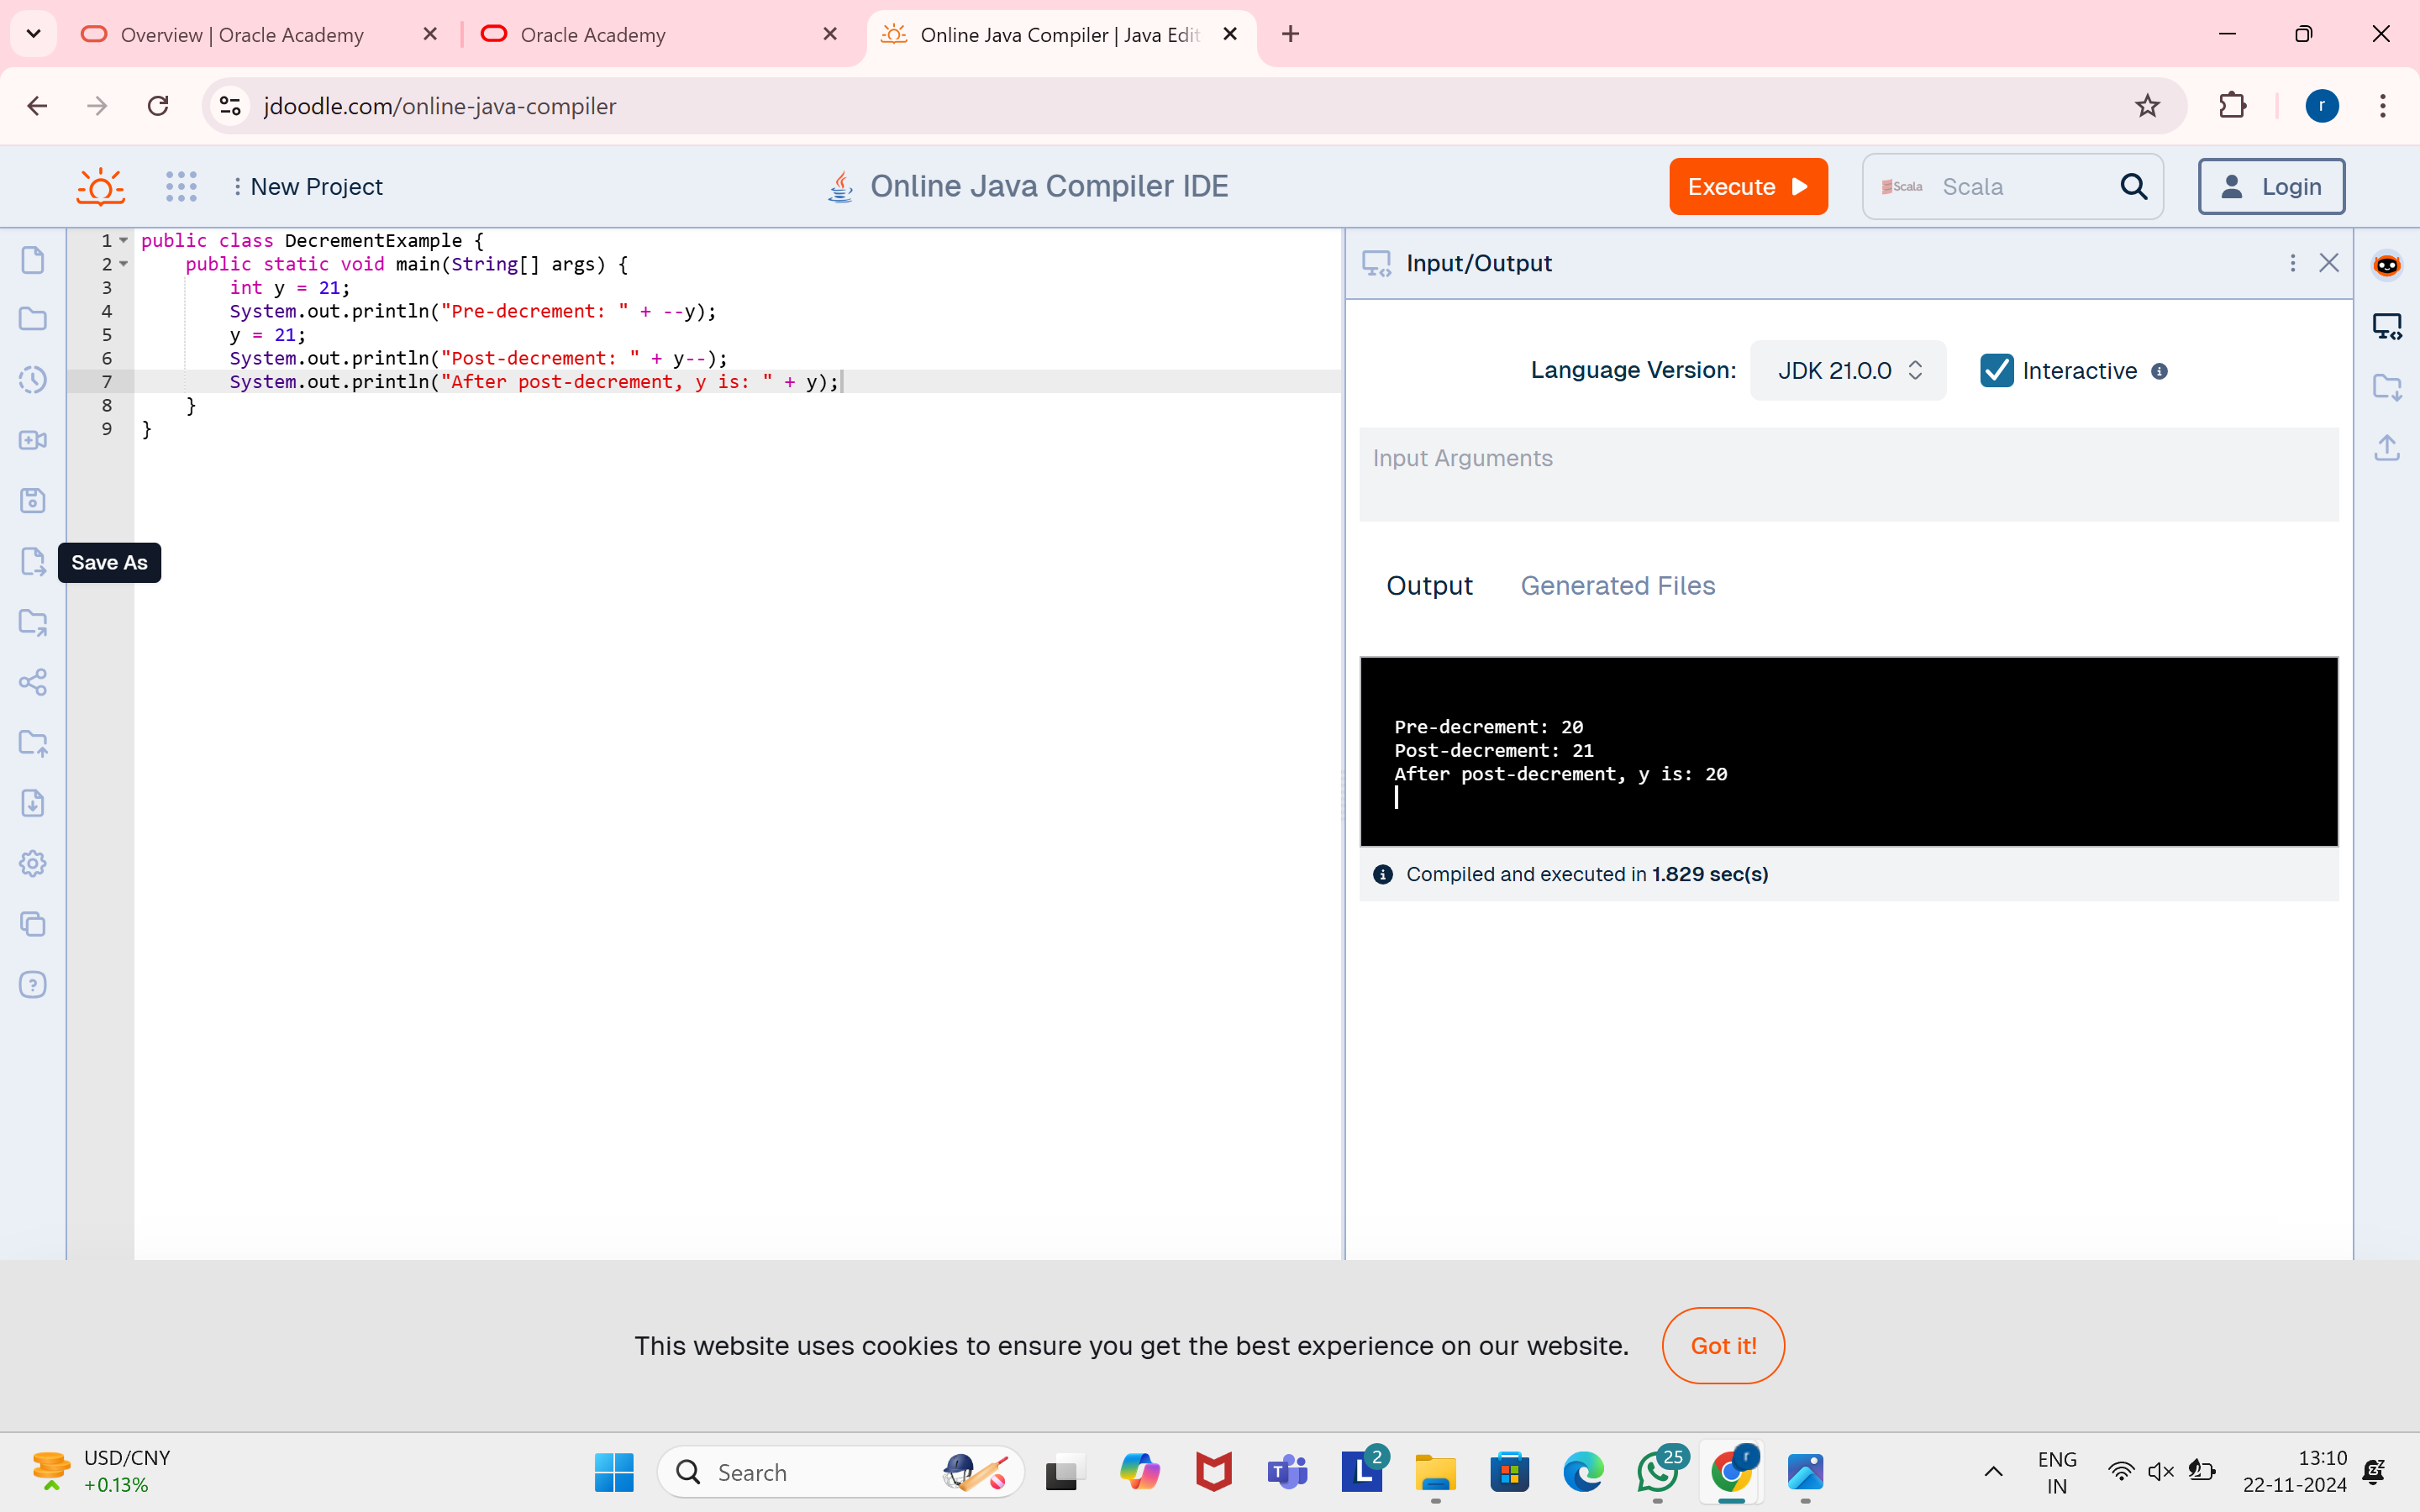 Overview | Oracle Academy
Oracle Academy
Online Java Compiler | Java Edit
jdoodle.com/online-java-compiler
r
New Project
Online Java Compiler IDE
Execute
Scala
Scala
Login
1 public class DecrementExample {
2 public static void main(String[] args) {
3 int y = 21;
4 System.out.println("Pre-decrement: " + --y);
5 y = 21;
6 System.out.println("Post-decrement: " + y--);
7 System.out.println("After post-decrement, y is: " + y);
8 }
9 }
Save As
Input/Output
Language Version:
JDK 21.0.0
Interactive
Input Arguments
Output
Generated Files
Pre-decrement: 20
Post-decrement: 21
After post-decrement, y is: 20
Compiled and executed in 1.829 sec(s)
This website uses cookies to ensure you get the best experience on our website.
Got it!
USD/CNY
+0.13%
Search
T
L
2
25
r
ENG
IN
13:10
22-11-2024